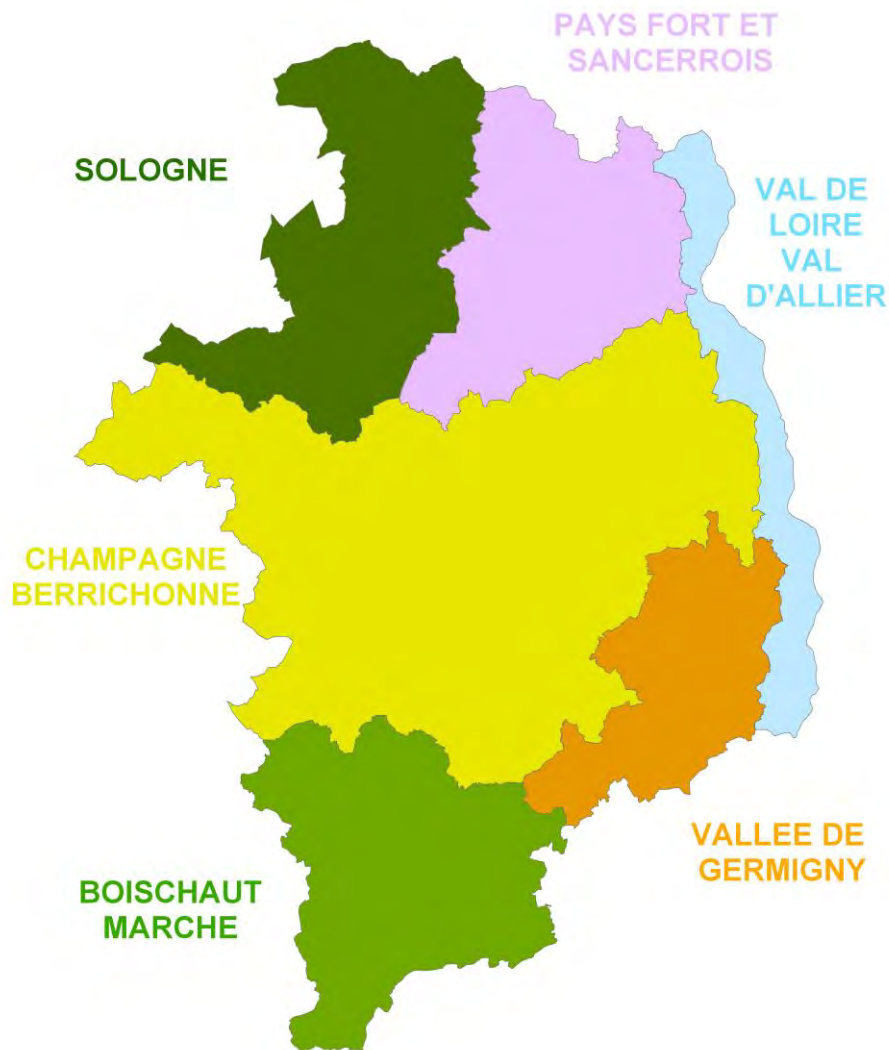 PAYS FORT ET
SANCERROIS
SOLOGNE
VAL DE
LOIRE
VAL
D'ALLIER
CHAMPAGNE
BERRICHONNE
VALLEE DE
GERMIGNY
BOISCHAUT
MARCHE